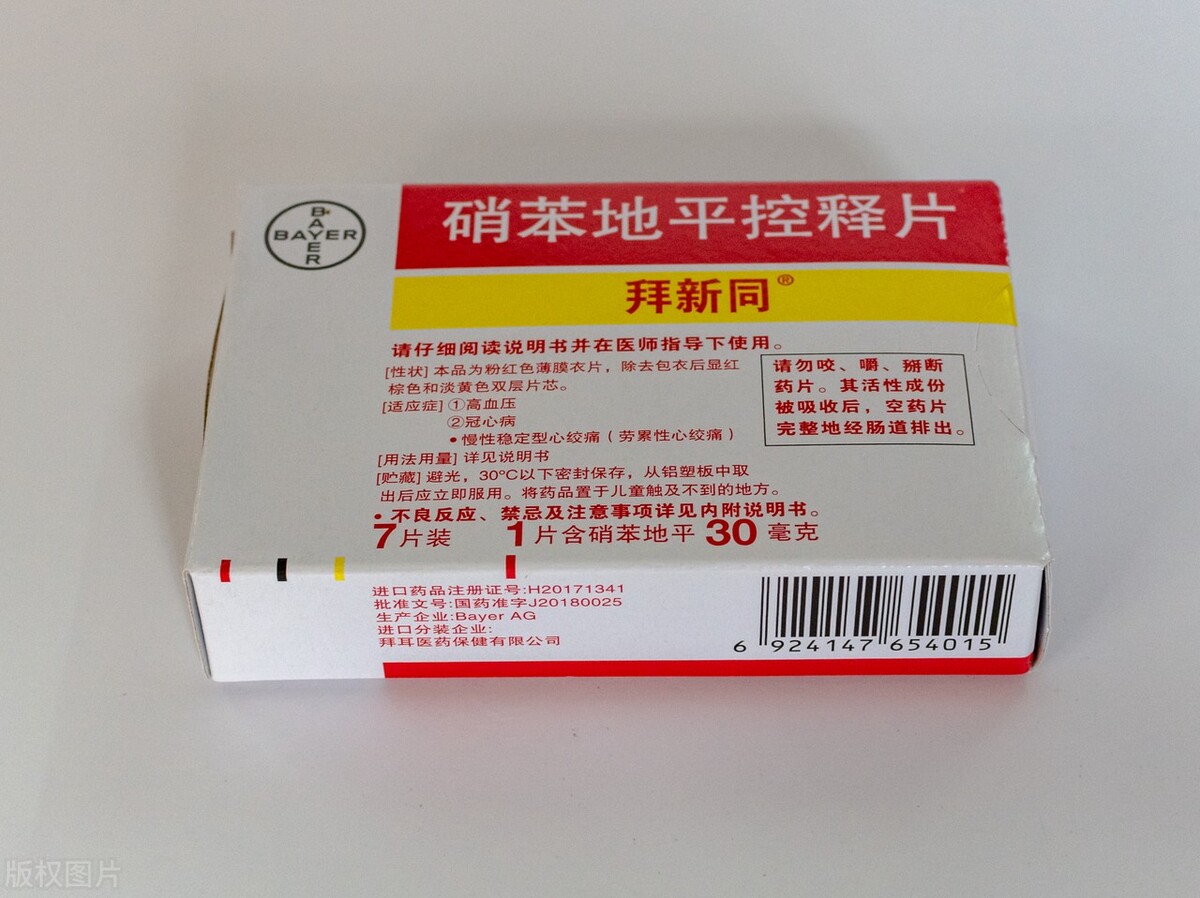 BAYER
BAYER
硝苯地平控释片
拜新同®
请仔细阅读说明书并在医师指导下使用。
[性状] 本品为粉红色薄膜衣片，除去包衣后显红
棕色和淡黄色双层片芯。
[适应症] ①高血压
②冠心病
•慢性稳定型心绞痛（劳累性心绞痛）
[用法用量] 详见说明书
[贮藏] 避光，30℃以下密封保存，从铝塑板中取
出后应立即服用。将药品置于儿童触及不到的地方。
•不良反应、禁忌及注意事项详见内附说明书。
请勿咬、嚼、掰断
药片。其活性成份
被吸收后，空药片
完整地经肠道排出。
7片装 1片含硝苯地平 30 毫克
进口药品注册证号:H20171341
批准文号:国药准字J20180025
生产企业:Bayer AG
进口分装企业:
拜耳医药保健有限公司
6 924147 654015
版权图片